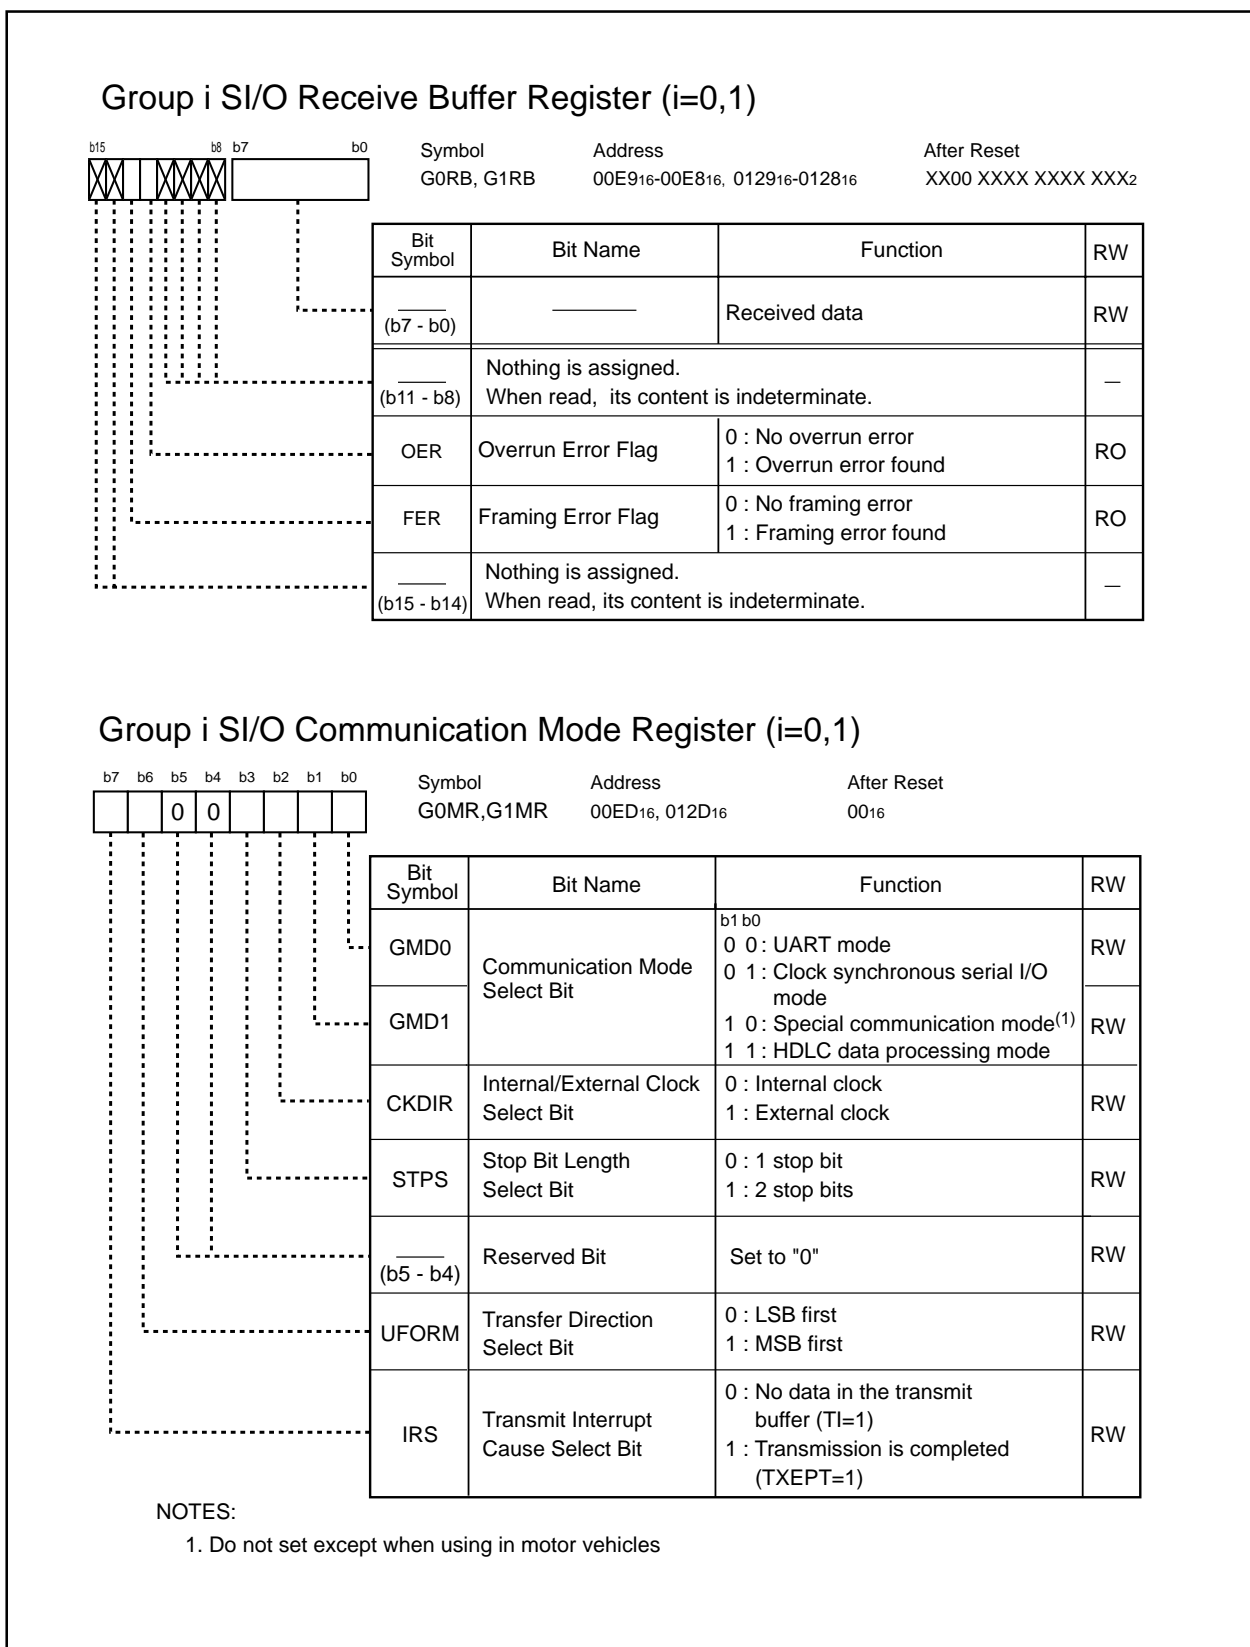 Group i SI/O Receive Buffer Register (i=0,1)
b15 b8 b7 b0
Symbol Address After Reset
G0RB, G1RB 00E916-00E816, 012916-012816 XX00 XXXX XXXX XXX2
Bit Symbol Bit Name Function RW
(b7 - b0) Received data RW
(b11 - b8) Nothing is assigned.
When read, its content is indeterminate. —
OER Overrun Error Flag 0 : No overrun error
1 : Overrun error found RO
FER Framing Error Flag 0 : No framing error
1 : Framing error found RO
(b15 - b14) Nothing is assigned.
When read, its content is indeterminate. —
Group i SI/O Communication Mode Register (i=0,1)
b7 b6 b5 b4 b3 b2 b1 b0
0 0
Symbol Address After Reset
G0MR,G1MR 00ED16, 012D16 0016
Bit Symbol Bit Name Function RW
GMD0 RW
GMD1 RW
Communication Mode
Select Bit
b1 b0
0 0 : UART mode
0 1 : Clock synchronous serial I/O
mode
1 0 : Special communication mode(1)
1 1 : HDLC data processing mode
CKDIR Internal/External Clock
Select Bit
0 : Internal clock
1 : External clock
RW
STPS Stop Bit Length
Select Bit
0 : 1 stop bit
1 : 2 stop bits
RW
(b5 - b4) Reserved Bit Set to "0" RW
UFORM Transfer Direction
Select Bit
0 : LSB first
1 : MSB first
RW
IRS Transmit Interrupt
Cause Select Bit
0 : No data in the transmit
buffer (TI=1)
1 : Transmission is completed
(TXEPT=1)
RW
NOTES:
1. Do not set except when using in motor vehicles